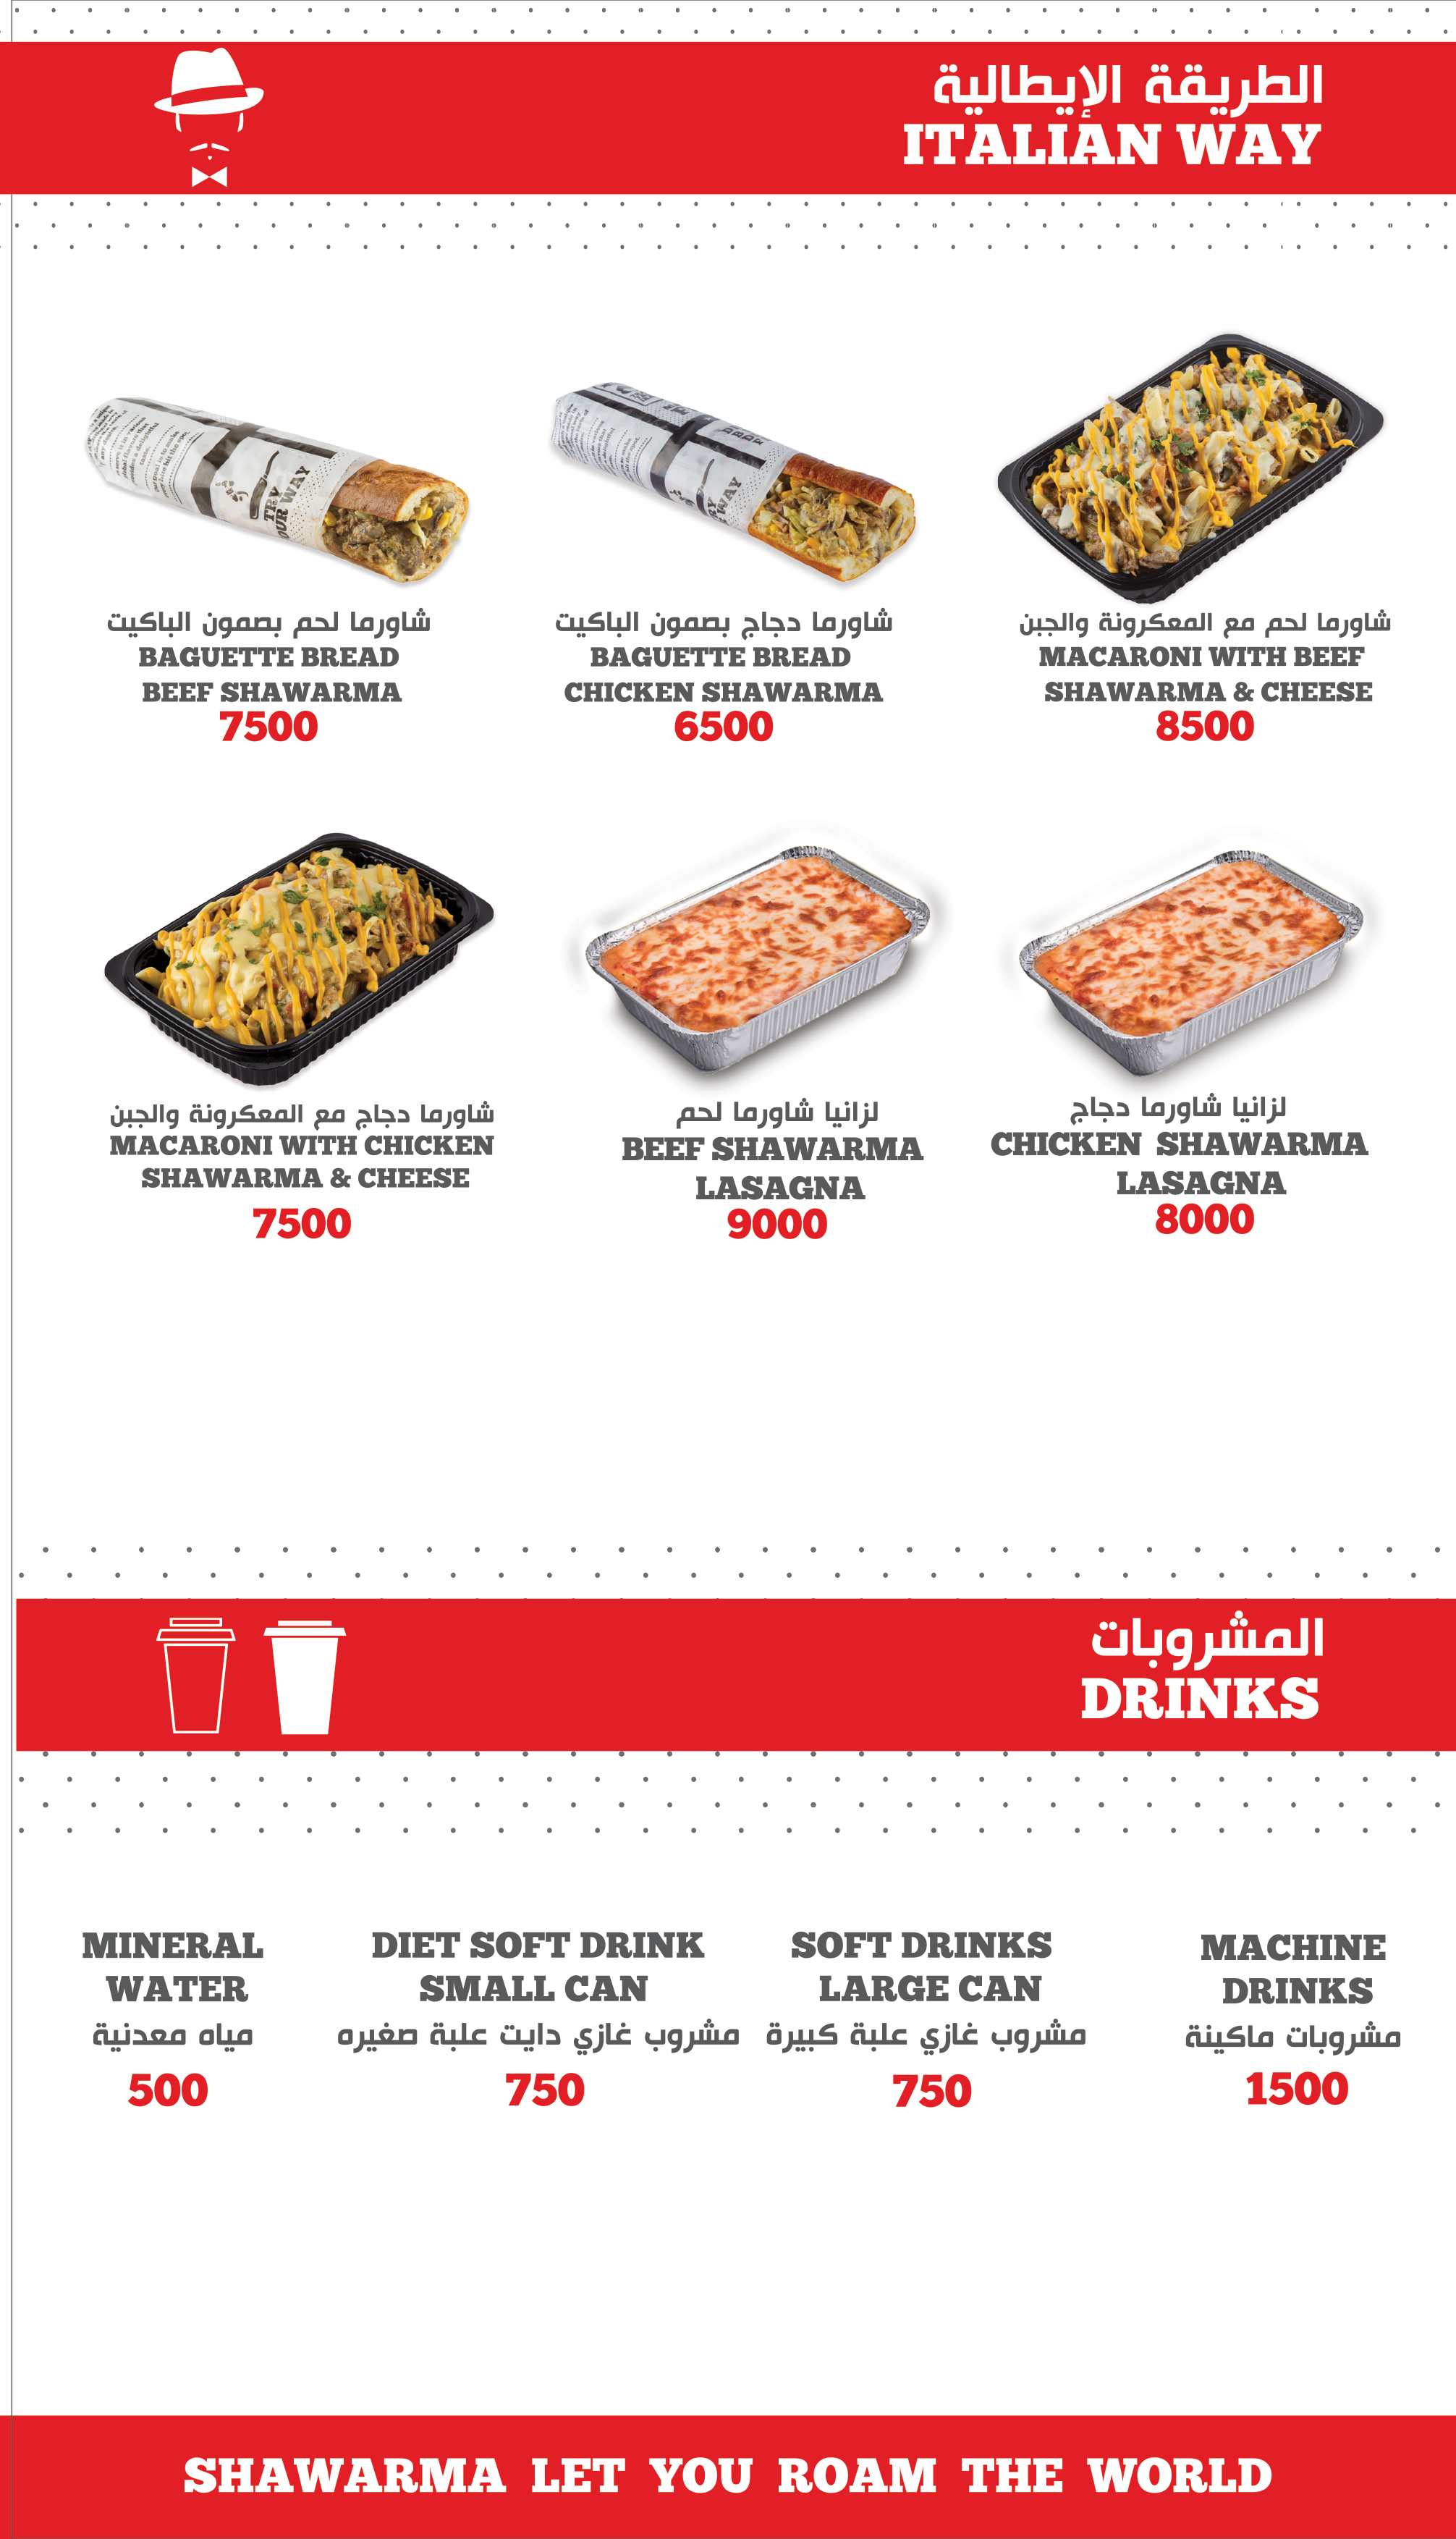 الطريقة الإيطالية
ITALIAN WAY
TRY
OUR WAY
WAY
شاورما لحم بصمون الباكيت
BAGUETTE BREAD
BEEF SHAWARMA
7500
شاورما دجاج بصمون الباكيت
BAGUETTE BREAD
CHICKEN SHAWARMA
6500
شاورما لحم مع المعكرونة والجبن
MACARONI WITH BEEF
SHAWARMA & CHEESE
8500
شاورما دجاج مع المعكرونة والجبن
MACARONI WITH CHICKEN
SHAWARMA & CHEESE
7500
لزانيا شاورما لحم
BEEF SHAWARMA
LASAGNA
9000
لزانيا شاورما دجاج
CHICKEN SHAWARMA
LASAGNA
8000
المشروبات
DRINKS
MINERAL
WATER
مياه معدنية
500
DIET SOFT DRINK
SMALL CAN
مشروب غازي دايت علبة صغيره
750
SOFT DRINKS
LARGE CAN
مشروب غازي علبة كبيرة
750
MACHINE
DRINKS
مشروبات ماكينة
1500
SHAWARMA LET YOU ROAM THE WORLD